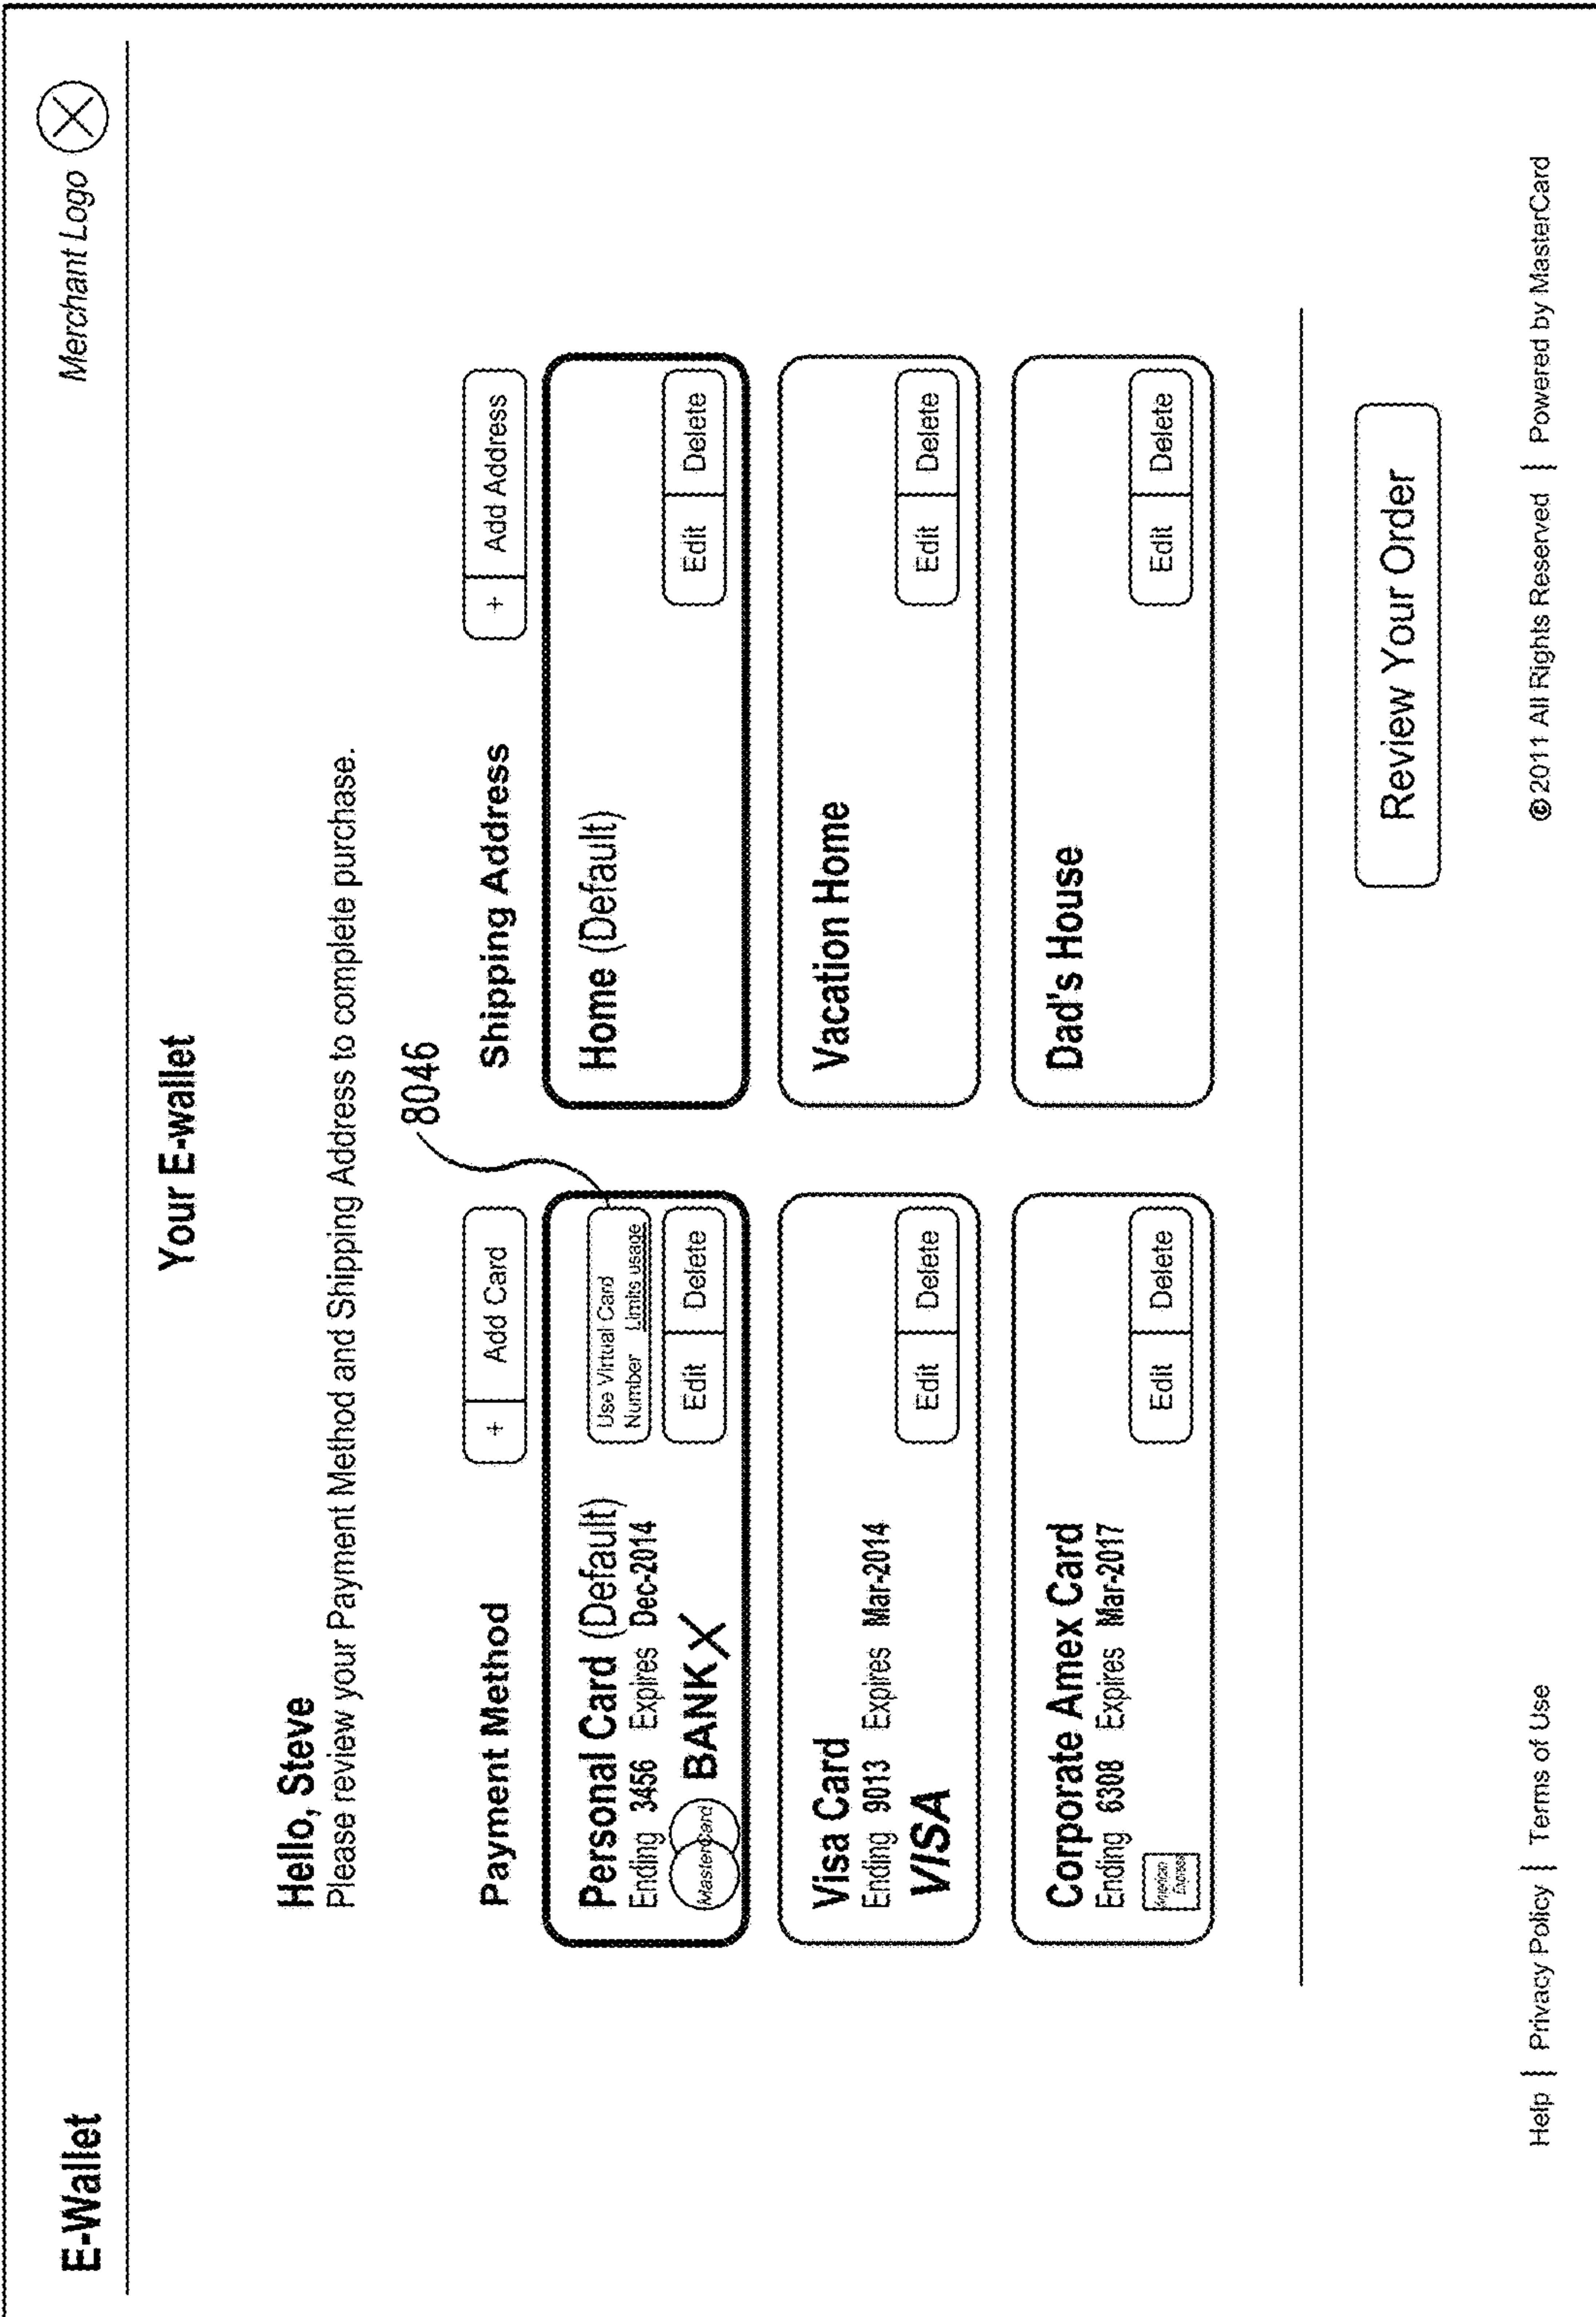 E-Wallet
Merchant Logo
Your E-wallet
Hello, Steve
Please review your Payment Method and Shipping Address to complete purchase.
8046
Payment Method
+ Add Card
Personal Card (Default)
Ending 3456 Expires Dec-2014
MasterCard
BANK X
Use Virtual Card
Number Limits usage
Edit Delete
Visa Card
Ending 9013 Expires Mar-2014
VISA
Edit Delete
Corporate Amex Card
Ending 6308 Expires Mar-2017
American
Express
Edit Delete
Shipping Address
+ Add Address
Home (Default)
Edit Delete
Vacation Home
Edit Delete
Dad's House
Edit Delete
Review Your Order
Help | Privacy Policy | Terms of Use
©2011 All Rights Reserved | Powered by MasterCard